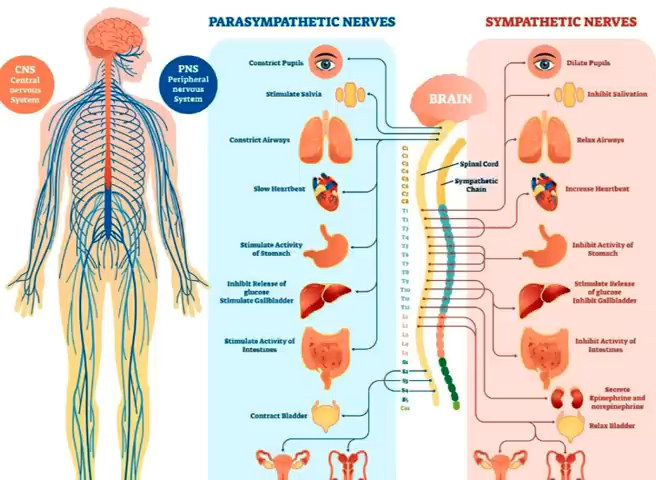 PARASYMPATHETIC NERVES
SYMPATHETIC NERVES
CNS
Central
nervous
System
PNS
Peripheral
nervous
System
Constrict Pupils
Stimulate Salvia
Constrict Airways
Slow Heartbeat
Stimulate Activity
of Stomach
Inhibit Release of
glucose
Stimulate Gallbladder
Stimulate Activity of
Intestines
Contract Bladder
BRAIN
Spinal Cord
Sympathetic
Chain
Dilate Pupils
Inhibit Salivation
Relax Airways
Increase Heartbeat
Inhibit Activity of
Stomach
Stimulate Release
of glucose
Inhibit Gallbladder
Inhibit Activity of
Intestines
Secrete
Epinephrine and
norepinephrine
Relax Bladder